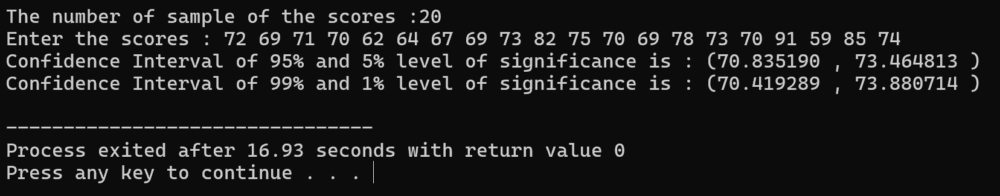 The number of sample of the scores :20
Enter the scores : 72 69 71 70 62 64 67 69 73 82 75 70 69 78 73 70 91 59 85 74
Confidence Interval of 95% and 5% level of significance is : (70.835190 , 73.464813 )
Confidence Interval of 99% and 1% level of significance is : (70.419289 , 73.880714 )
--------------------------------
Process exited after 16.93 seconds with return value 0
Press any key to continue . . .